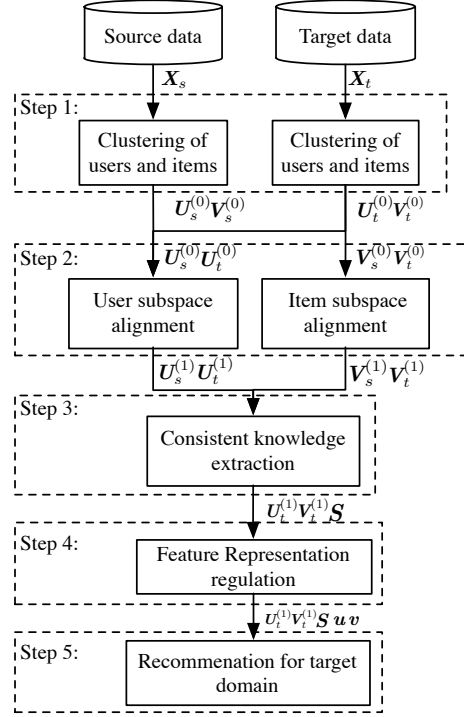 Source data Target data
X_s X_t
Step 1:
Clustering of Clustering of
users and items users and items
U_s^{(0)} V_s^{(0)} U_t^{(0)} V_t^{(0)}
Step 2:
U_s^{(0)} U_t^{(0)} V_s^{(0)} V_t^{(0)}
User subspace Item subspace
alignment alignment
U_s^{(1)} U_t^{(1)} V_s^{(1)} V_t^{(1)}
Step 3:
Consistent knowledge
extraction
U_t^{(1)} V_t^{(1)} S
Step 4:
Feature Representation
regulation
U_t^{(1)} V_t^{(1)} S u v
Step 5:
Recommenation for target
domain